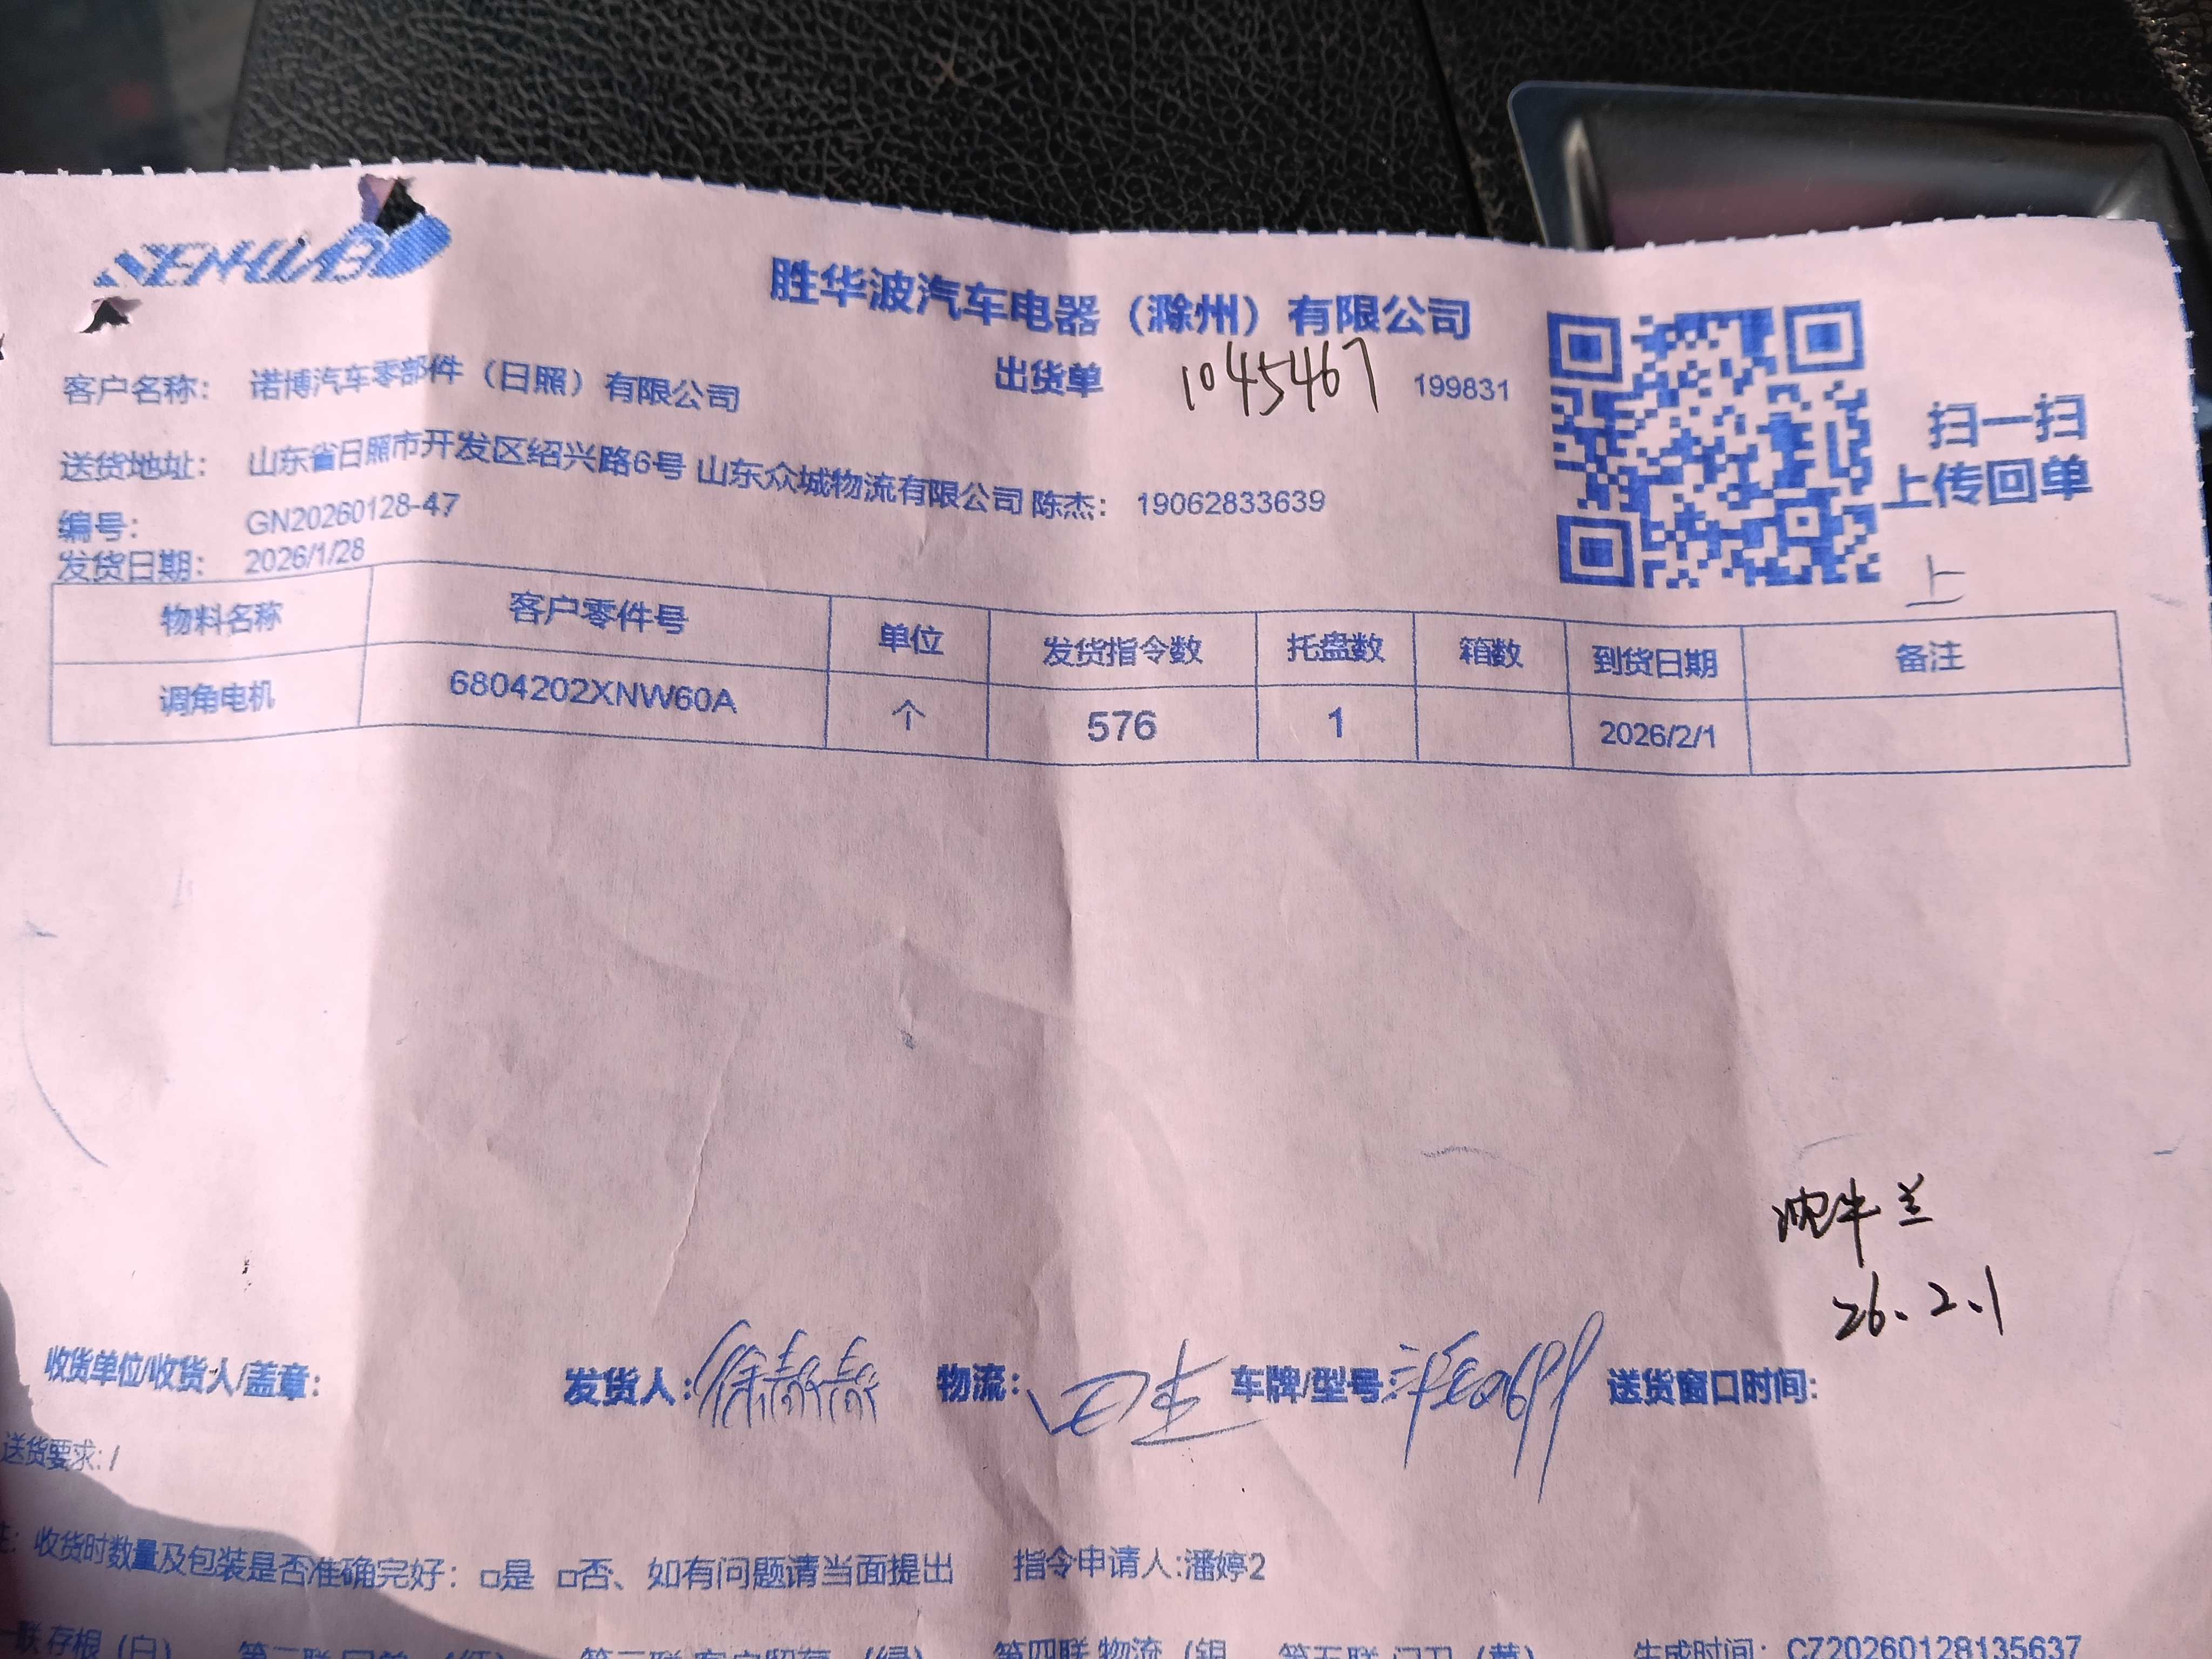 胜华波汽车电器（滁州）有限公司
出货单 1045467 199831
扫一扫
上传回单
客户名称： 诺博汽车零部件（日照）有限公司
送货地址： 山东省日照市开发区绍兴路6号 山东众城物流有限公司 陈杰： 19062833639
编号： GN20260128-47
发货日期： 2026/1/28
上
物料名称 客户零件号 单位 发货指令数 托盘数 箱数 到货日期 备注
调角电机 6804202XNW60A 个 576 1 2026/2/1
26.2.1
收货单位/收货人/盖章： 发货人： 物流： 车牌/型号: 送货窗口时间:
送货要求: /
收货时数量及包装是否准确完好：□是 □否、如有问题请当面提出 指令申请人:潘婷2
联 存根（白） 第四联 物流（银 生成时间：CZ20260128135637